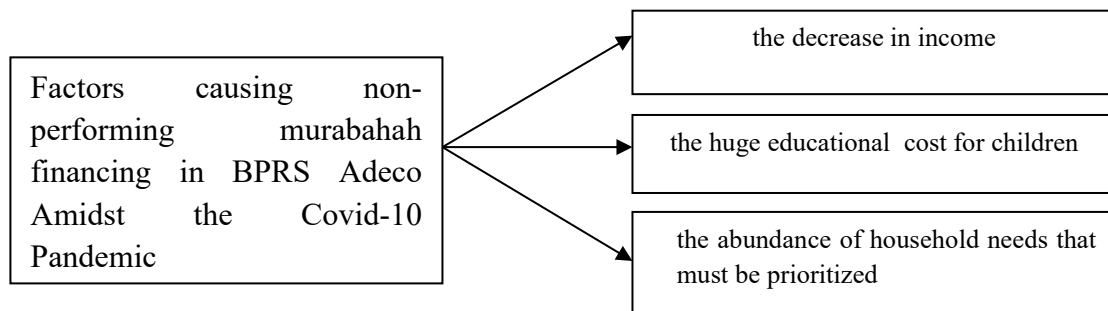 Factors causing non-
performing murabahah
financing in BPRS Adeco
Amidst the Covid-10
Pandemic
the decrease in income
the huge educational cost for children
the abundance of household needs that
must be prioritized